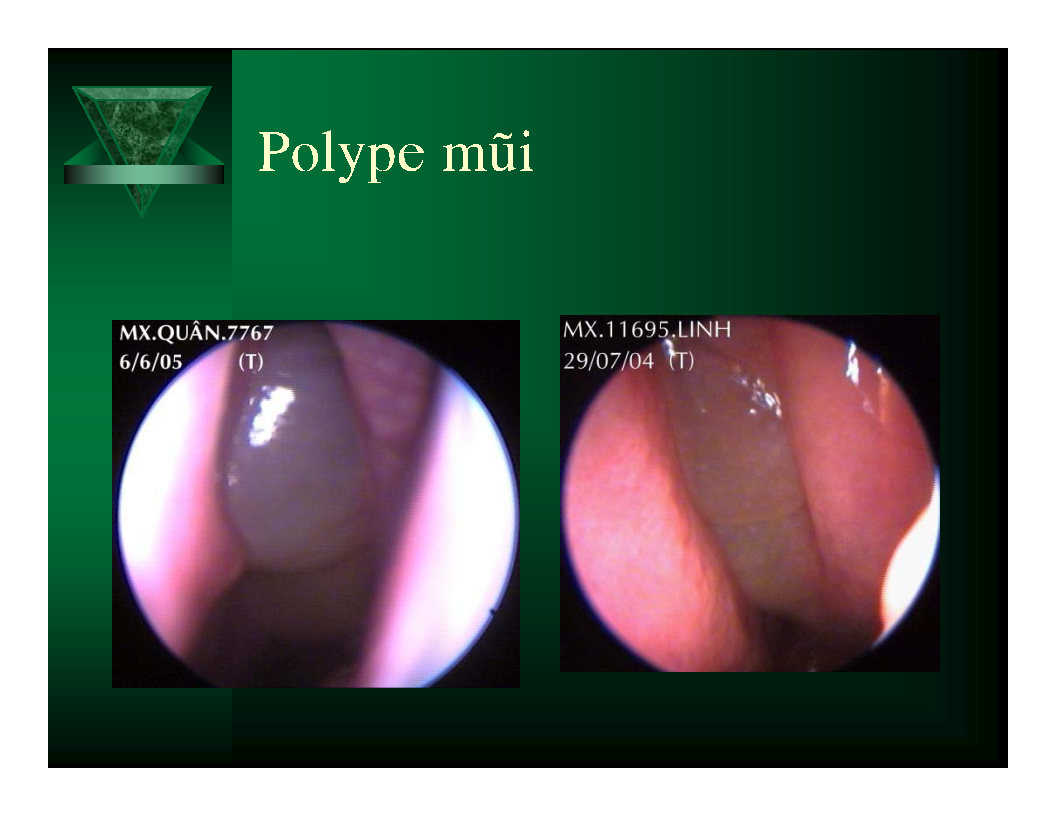 Polype mũi
MX.QUÂN.7767
6/6/05 (T)
MX.11695.LINH
29/07/04 (T)